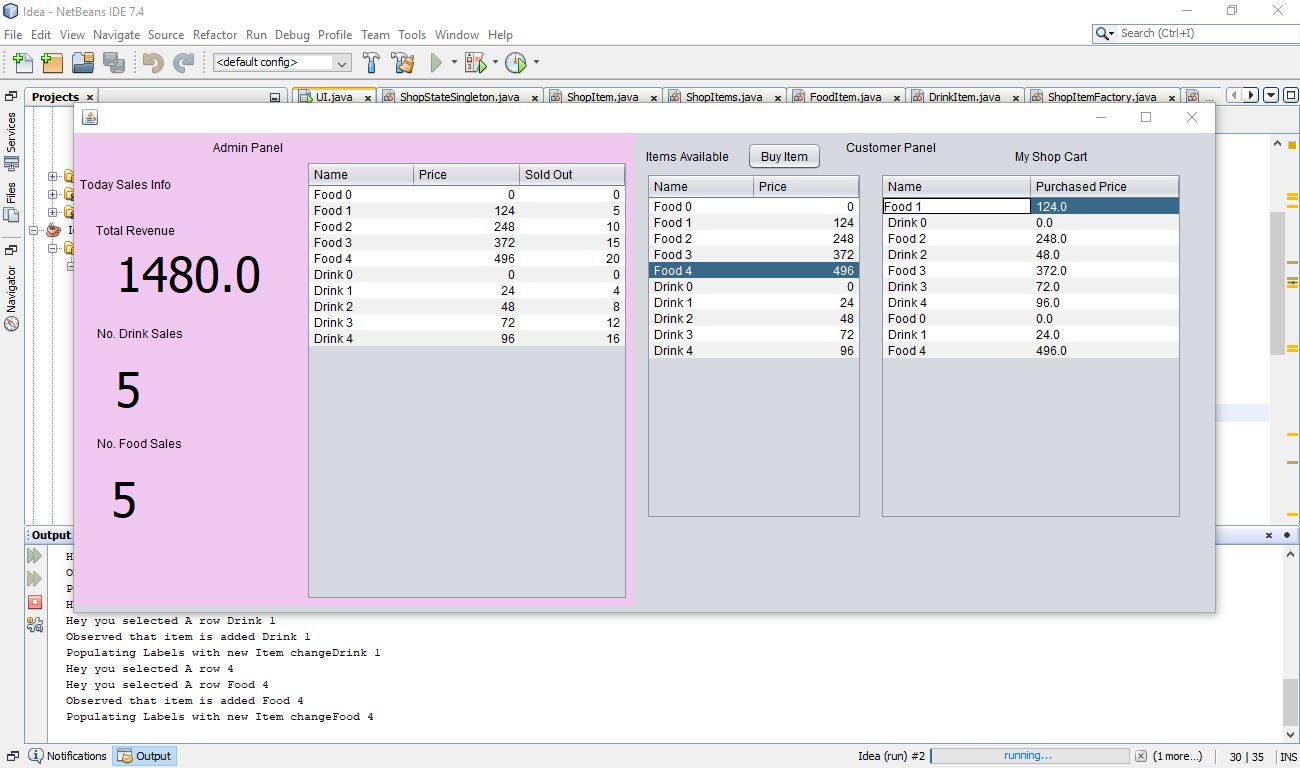 Idea - NetBeans IDE 7.4
File Edit View Navigate Source Refactor Run Debug Profile Team Tools Window Help
Search (Ctrl+I)
<default config>
Projects
UI.java
ShopStateSingleton.java
ShopItem.java
ShopItems.java
FoodItem.java
DrinkItem.java
ShopItemFactory.java
...
Services
Files
Navigator
Admin Panel
Today Sales Info
Total Revenue
1480.0
No. Drink Sales
5
No. Food Sales
5
Name Price Sold Out
Food 0 0 0
Food 1 124 5
Food 2 248 10
Food 3 372 15
Food 4 496 20
Drink 0 0 0
Drink 1 24 4
Drink 2 48 8
Drink 3 72 12
Drink 4 96 16
Customer Panel
Items Available
Buy Item
My Shop Cart
Name Price
Food 0 0
Food 1 124
Food 2 248
Food 3 372
Food 4 496
Drink 0 0
Drink 1 24
Drink 2 48
Drink 3 72
Drink 4 96
Name Purchased Price
Food 1 124.0
Drink 0 0.0
Food 2 248.0
Drink 2 48.0
Food 3 372.0
Drink 3 72.0
Drink 4 96.0
Food 0 0.0
Drink 1 24.0
Food 4 496.0
Output
Hey you selected A row Drink 1
Observed that item is added Drink 1
Populating Labels with new Item changeDrink 1
Hey you selected A row 4
Hey you selected A row Food 4
Observed that item is added Food 4
Populating Labels with new Item changeFood 4
Notifications
Output
Idea (run) #2
running...
(1 more...)
30 | 35
INS